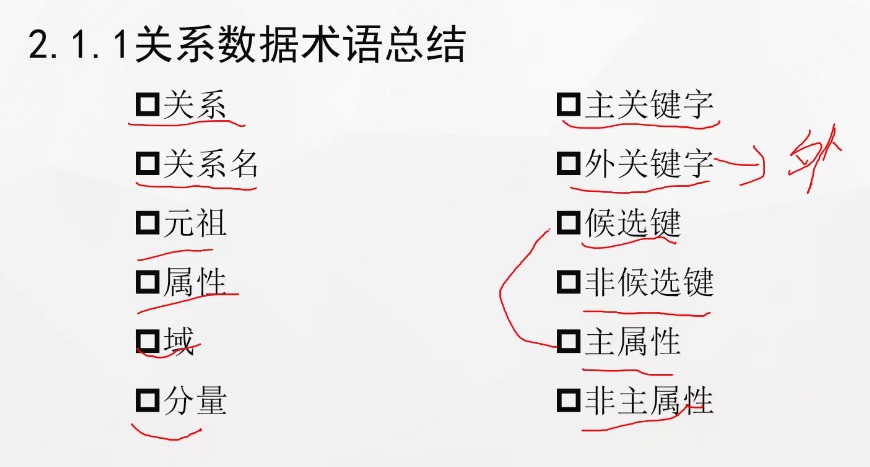 2.1.1关系数据术语总结
关系
关系名
元祖
属性
域
分量
主关键字
外关键字
外
候选键
非候选键
主属性
非主属性